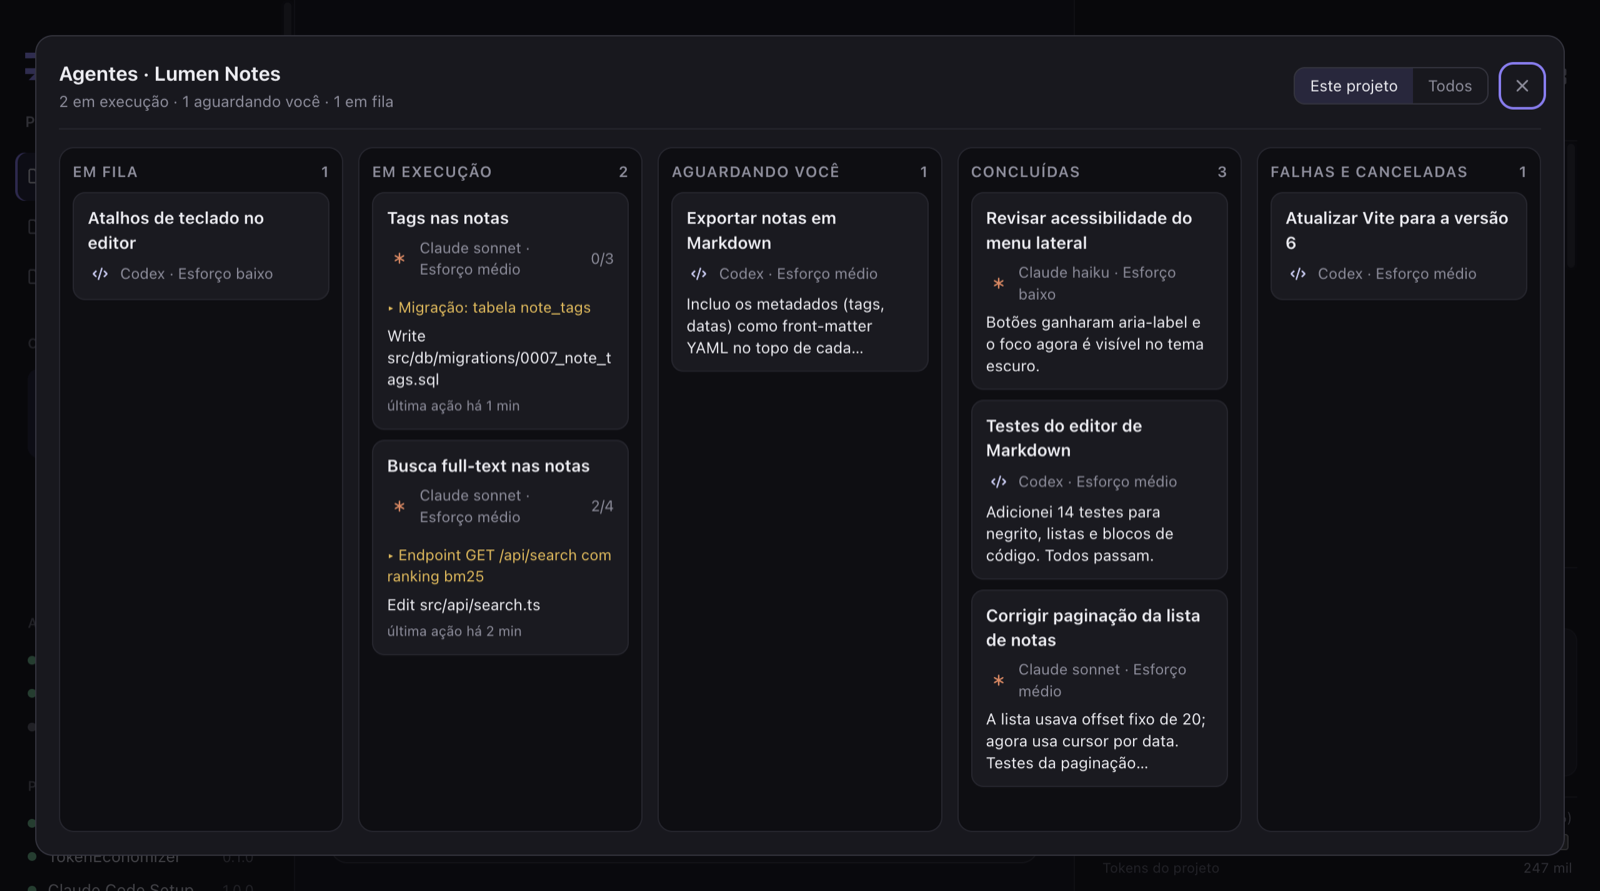 Agentes · Lumen Notes
2 em execução · 1 aguardando você · 1 em fila
Este projeto
Todos
EM FILA 1
Atalhos de teclado no
editor
Codex · Esforço baixo
EM EXECUÇÃO 2
Tags nas notas
Claude sonnet ·
Esforço médio
0/3
▸ Migração: tabela note_tags
Write
src/db/migrations/0007_note_t
ags.sql
última ação há 1 min
Busca full-text nas notas
Claude sonnet ·
Esforço médio
2/4
▸ Endpoint GET /api/search com
ranking bm25
Edit src/api/search.ts
última ação há 2 min
AGUARDANDO VOCÊ 1
Exportar notas em
Markdown
Codex · Esforço médio
Incluo os metadados (tags,
datas) como front-matter
YAML no topo de cada...
CONCLUÍDAS 3
Revisar acessibilidade do
menu lateral
Claude haiku · Esforço
baixo
Botões ganharam aria-label e
o foco agora é visível no tema
escuro.
Testes do editor de
Markdown
Codex · Esforço médio
Adicionei 14 testes para
negrito, listas e blocos de
código. Todos passam.
Corrigir paginação da lista
de notas
Claude sonnet · Esforço
médio
A lista usava offset fixo de 20;
agora usa cursor por data.
Testes da paginação...
FALHAS E CANCELADAS 1
Atualizar Vite para a versão
6
Codex · Esforço médio
TokenEconomizer 0.1.0
Claude Code Setup 1.0.0
Tokens do projeto 247 mil